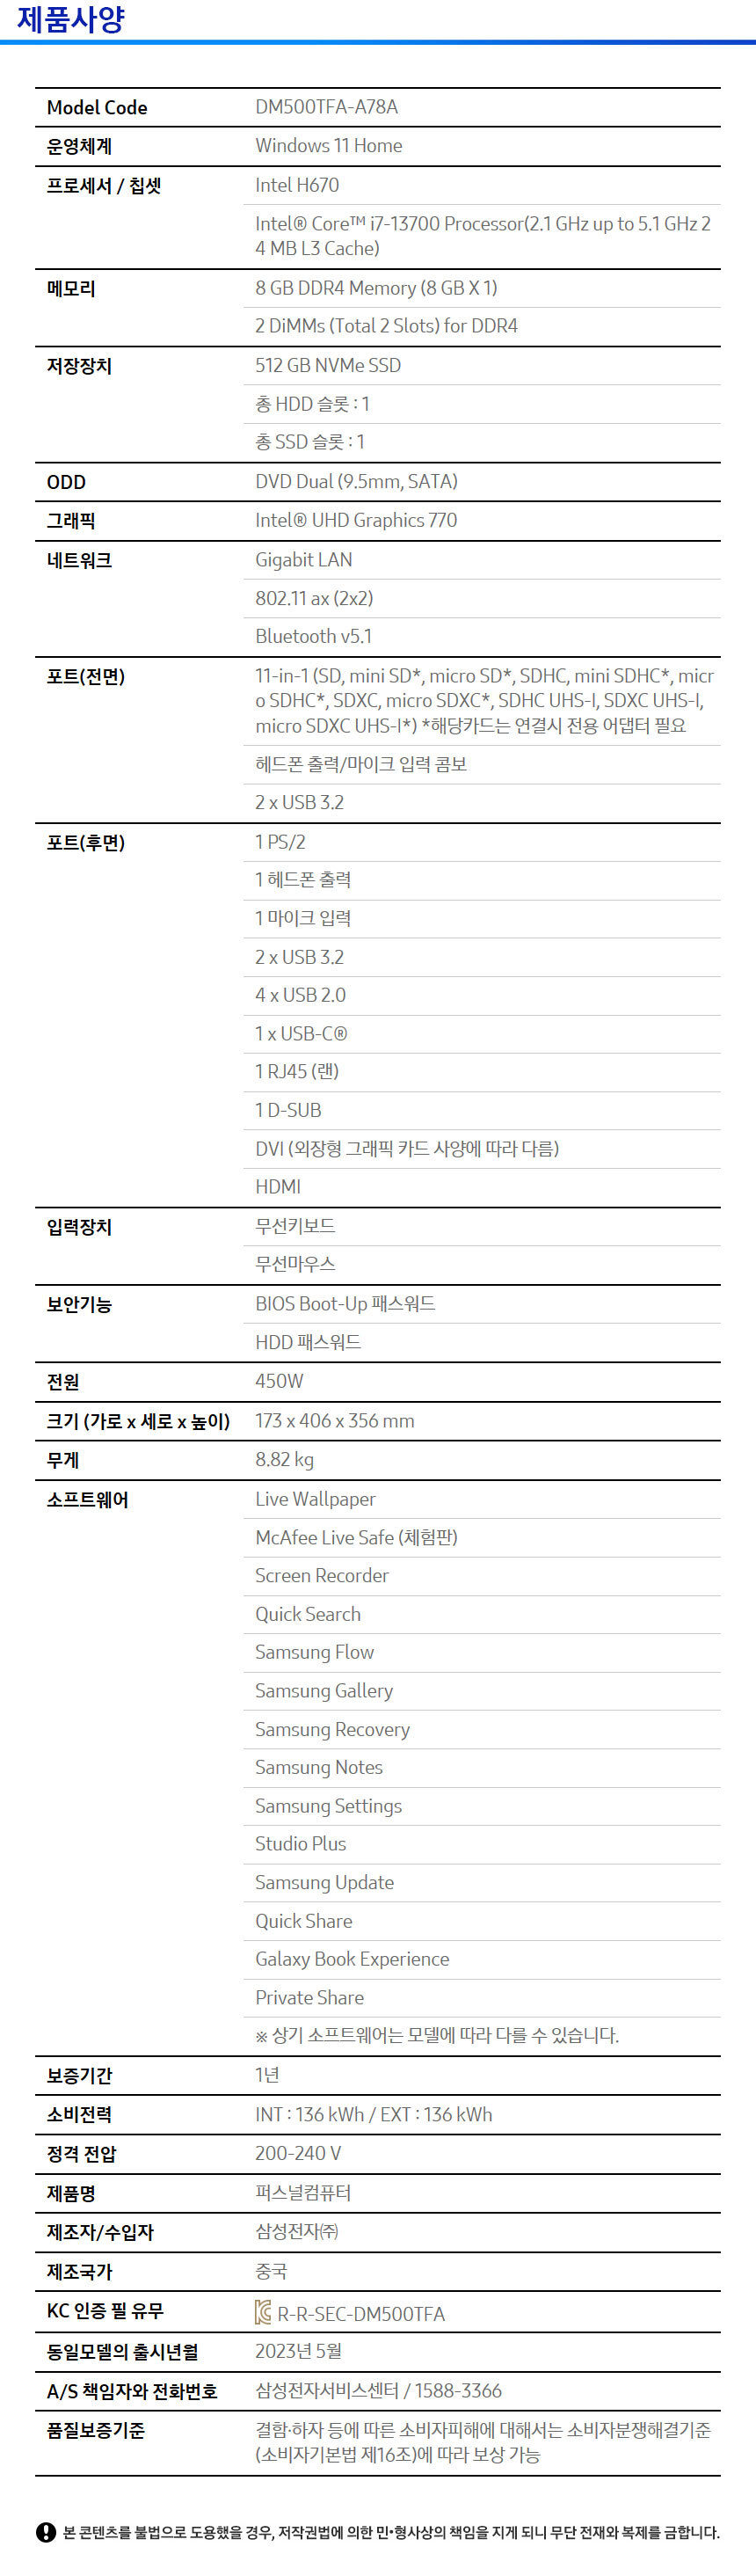 제품사양
Model Code DM500TFA-A78A
운영체계 Windows 11 Home
프로세서 / 칩셋 Intel H670
Intel® Core™ i7-13700 Processor(2.1 GHz up to 5.1 GHz 2
4 MB L3 Cache)
메모리 8 GB DDR4 Memory (8 GB X 1)
2 DiMMs (Total 2 Slots) for DDR4
저장장치 512 GB NVMe SSD
총 HDD 슬롯 : 1
총 SSD 슬롯 : 1
ODD DVD Dual (9.5mm, SATA)
그래픽 Intel® UHD Graphics 770
네트워크 Gigabit LAN
802.11 ax (2x2)
Bluetooth v5.1
포트(전면) 11-in-1 (SD, mini SD*, micro SD*, SDHC, mini SDHC*, micr
o SDHC*, SDXC, micro SDXC*, SDHC UHS-I, SDXC UHS-I,
micro SDXC UHS-I*) *해당카드는 연결시 전용 어댑터 필요
헤드폰 출력/마이크 입력 콤보
2 x USB 3.2
포트(후면) 1 PS/2
1 헤드폰 출력
1 마이크 입력
2 x USB 3.2
4 x USB 2.0
1 x USB-C®
1 RJ45 (랜)
1 D-SUB
DVI (외장형 그래픽 카드 사양에 따라 다름)
HDMI
입력장치 무선키보드
무선마우스
보안기능 BIOS Boot-Up 패스워드
HDD 패스워드
전원 450W
크기 (가로 x 세로 x 높이) 173 x 406 x 356 mm
무게 8.82 kg
소프트웨어 Live Wallpaper
McAfee Live Safe (체험판)
Screen Recorder
Quick Search
Samsung Flow
Samsung Gallery
Samsung Recovery
Samsung Notes
Samsung Settings
Studio Plus
Samsung Update
Quick Share
Galaxy Book Experience
Private Share
※ 상기 소프트웨어는 모델에 따라 다를 수 있습니다.
보증기간 1년
소비전력 INT : 136 kWh / EXT : 136 kWh
정격 전압 200-240 V
제품명 퍼스널컴퓨터
제조자/수입자 삼성전자㈜
제조국가 중국
KC 인증 필 유무 R-R-SEC-DM500TFA
동일모델의 출시년월 2023년 5월
A/S 책임자와 전화번호 삼성전자서비스센터 / 1588-3366
품질보증기준 결함·하자 등에 따른 소비자피해에 대해서는 소비자분쟁해결기준
(소비자기본법 제16조)에 따라 보상 가능
본 콘텐츠를 불법으로 도용했을 경우, 저작권법에 의한 민•형사상의 책임을 지게 되니 무단 전재와 복제를 금합니다.